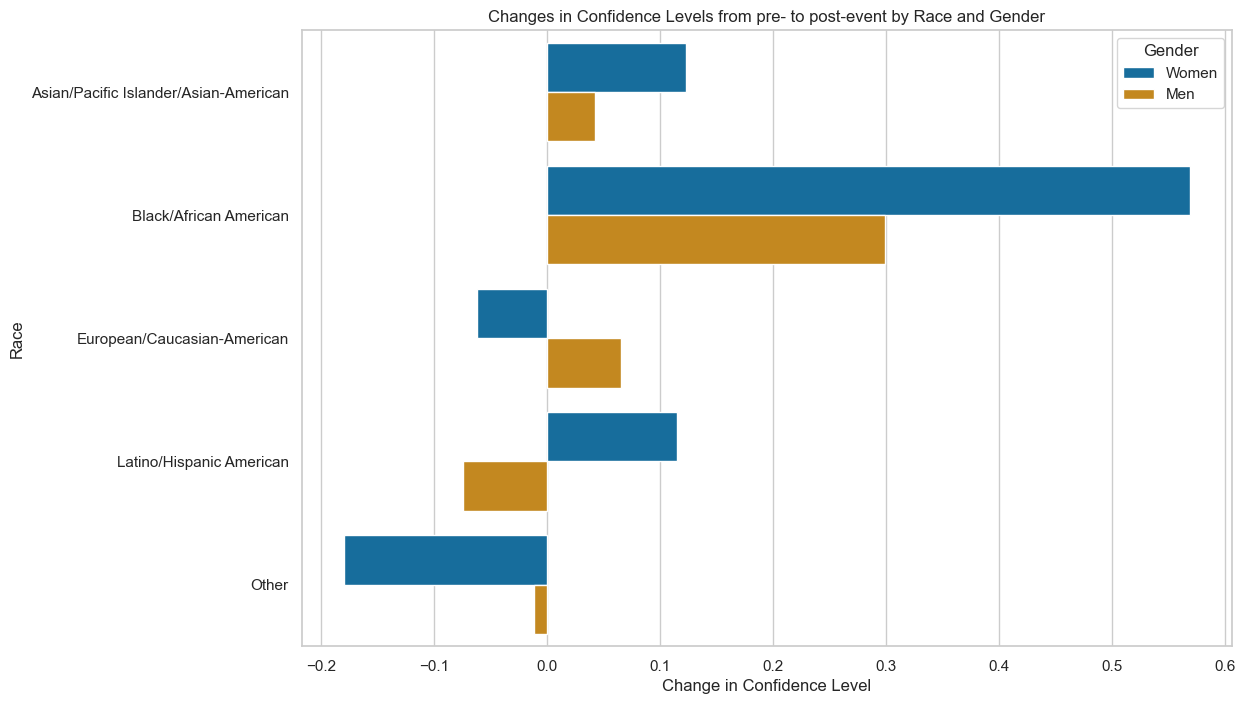 Changes in Confidence Levels from pre- to post-event by Race and Gender
Gender
Women
Men
Asian/Pacific Islander/Asian-American
Black/African American
European/Caucasian-American
Latino/Hispanic American
Other
Race
−0.2 −0.1 0.0 0.1 0.2 0.3 0.4 0.5 0.6
Change in Confidence Level